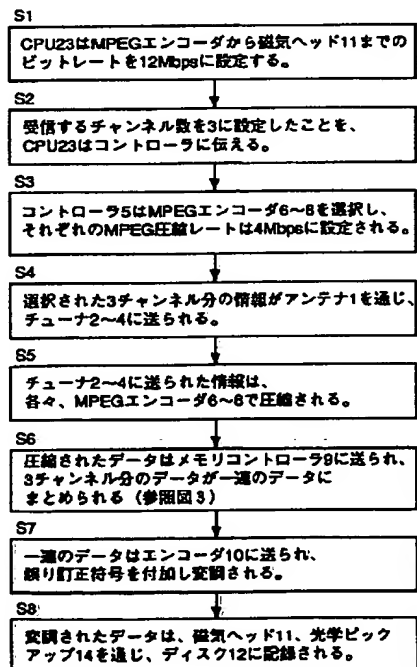 S1
CPU23はMPEGエンコーダから磁気ヘッド11までの
ビットレートを12Mbpsに設定する。
S2
受信するチャンネル数を3に設定したことを、
CPU23はコントローラに伝える。
S3
コントローラ5はMPEGエンコーダ6〜8を選択し、
それぞれのMPEG圧縮レートは4Mbpsに設定される。
S4
選択された3チャンネル分の情報がアンテナ1を通じ、
チューナ2〜4に送られる。
S5
チューナ2〜4に送られた情報は、
各々、MPEGエンコーダ6〜8で圧縮される。
S6
圧縮されたデータはメモリコントローラ9に送られ、
3チャンネル分のデータが一連のデータに
まとめられる（参照図3）
S7
一連のデータはエンコーダ10に送られ、
誤り訂正符号を付加し変調される。
S8
変調されたデータは、磁気ヘッド11、光学ピック
アップ14を通じ、ディスク12に記録される。